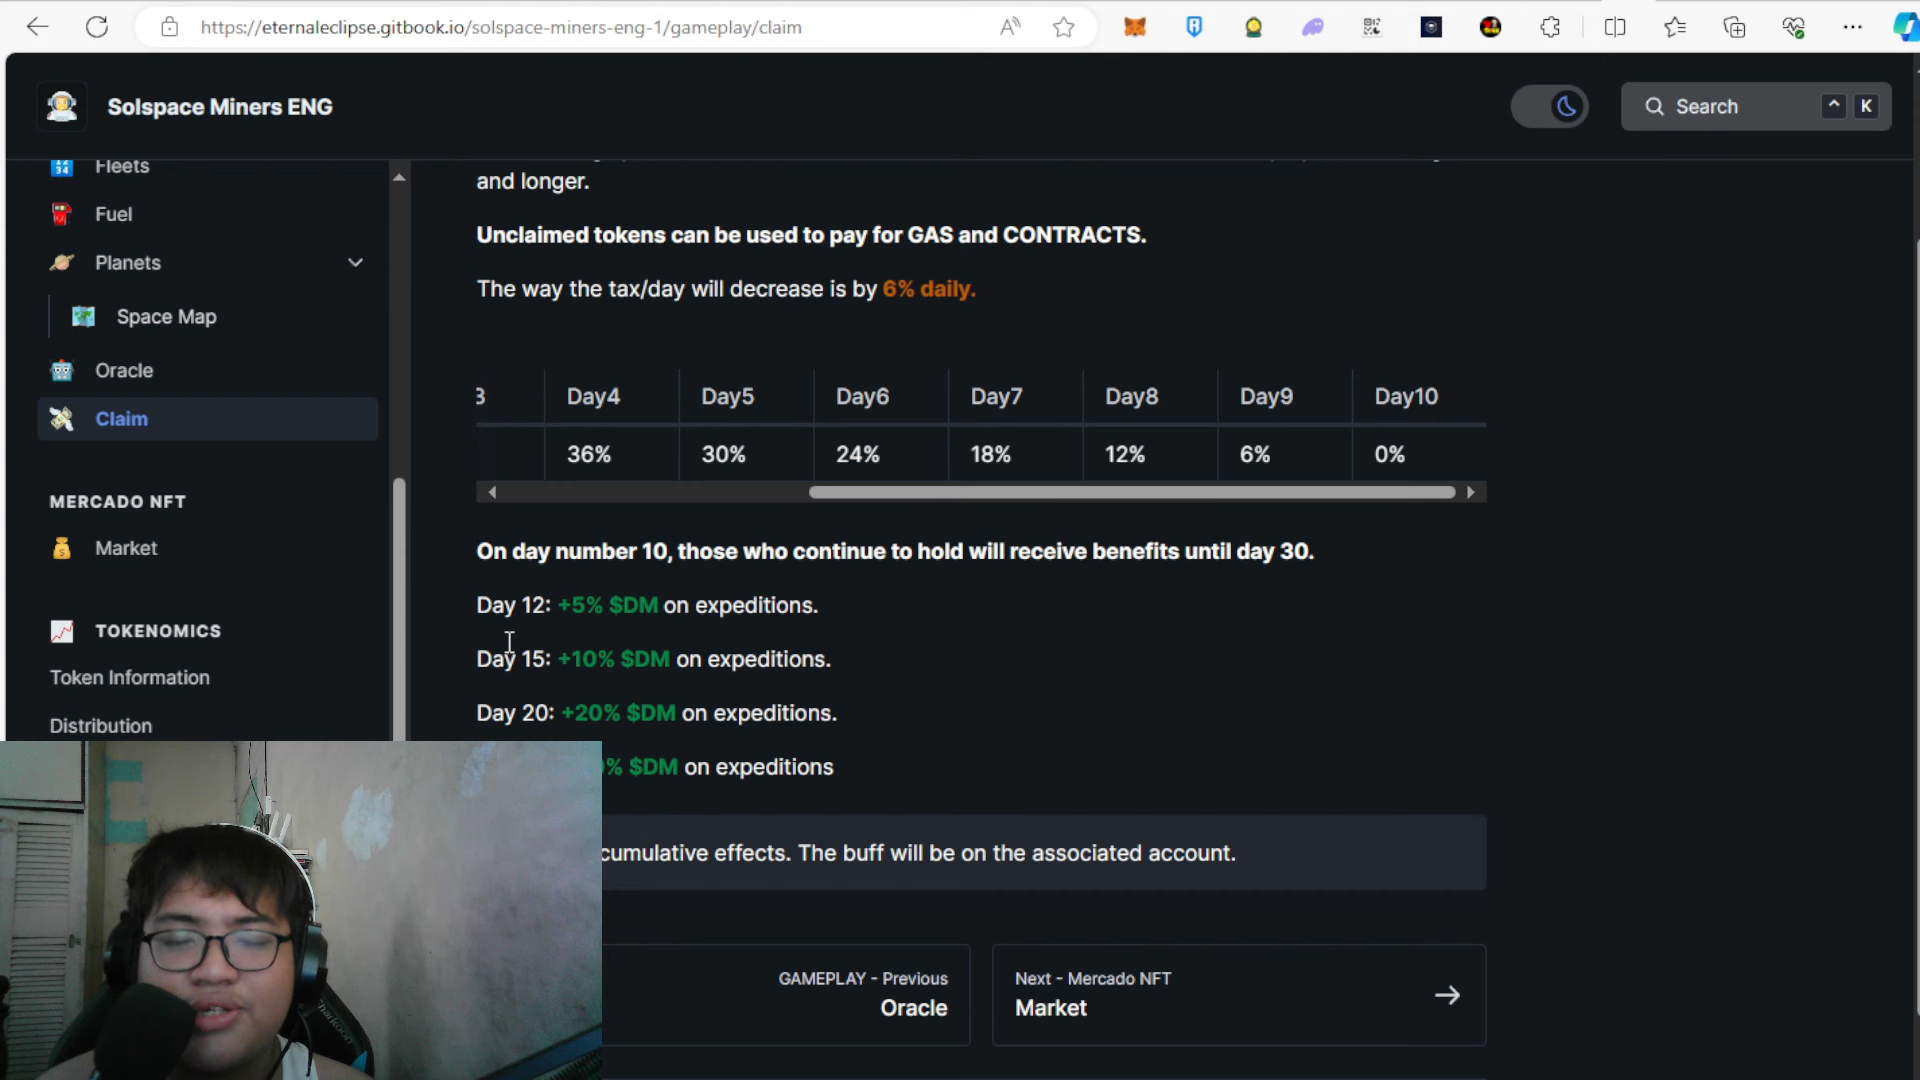 https://eternaleclipse.gitbook.io/solspace-miners-eng-1/gameplay/claim
Solspace Miners ENG
Search
^ K
Fleets
Fuel
Planets
Space Map
Oracle
Claim
MERCADO NFT
Market
TOKENOMICS
Token Information
Distribution
and longer.
Unclaimed tokens can be used to pay for GAS and CONTRACTS.
The way the tax/day will decrease is by 6% daily.
3 Day4 Day5 Day6 Day7 Day8 Day9 Day10
36% 30% 24% 18% 12% 6% 0%
On day number 10, those who continue to hold will receive benefits until day 30.
Day 12: +5% $DM on expeditions.
Day 15: +10% $DM on expeditions.
Day 20: +20% $DM on expeditions.
% $DM on expeditions
cumulative effects. The buff will be on the associated account.
GAMEPLAY - Previous
Oracle
Next - Mercado NFT
Market
Sharkoon